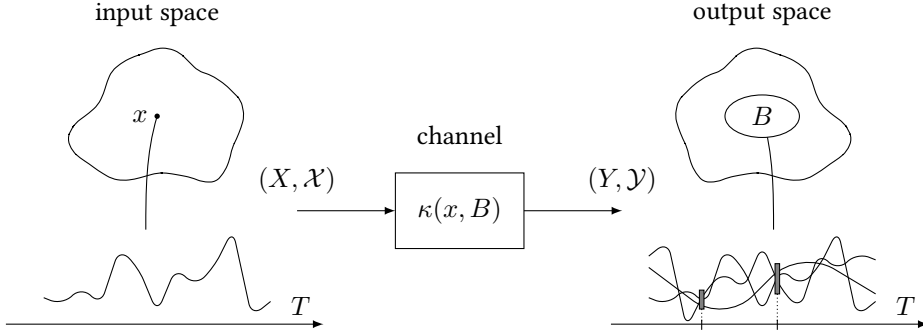 input space
output space
x
B
channel
(X, 𝒳)
κ(x, B)
(Y, 𝒴)
T
T